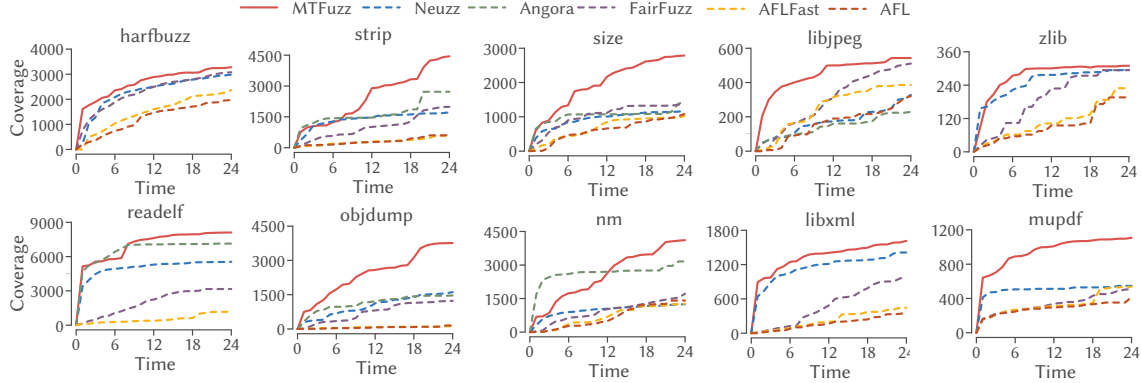 MTFuzz Neuzz Angora FairFuzz AFLFast AFL
harfbuzz strip size libjpeg zlib
Coverage
4000 3000 2000 1000 0
0 6 12 18 24
Time
4500 3000 1500 0
0 6 12 18 24
Time
3000 2000 1000 0
0 6 12 18 24
Time
600 400 200 0
0 6 12 18 24
Time
360 240 120 0
0 6 12 18 24
Time
readelf objdump nm libxml mupdf
Coverage
9000 6000 3000 0
0 6 12 18 24
Time
4500 3000 1500 0
0 6 12 18 24
Time
4500 3000 1500 0
0 6 12 18 24
Time
1800 1200 600 0
0 6 12 18 24
Time
1200 800 400 0
0 6 12 18 24
Time